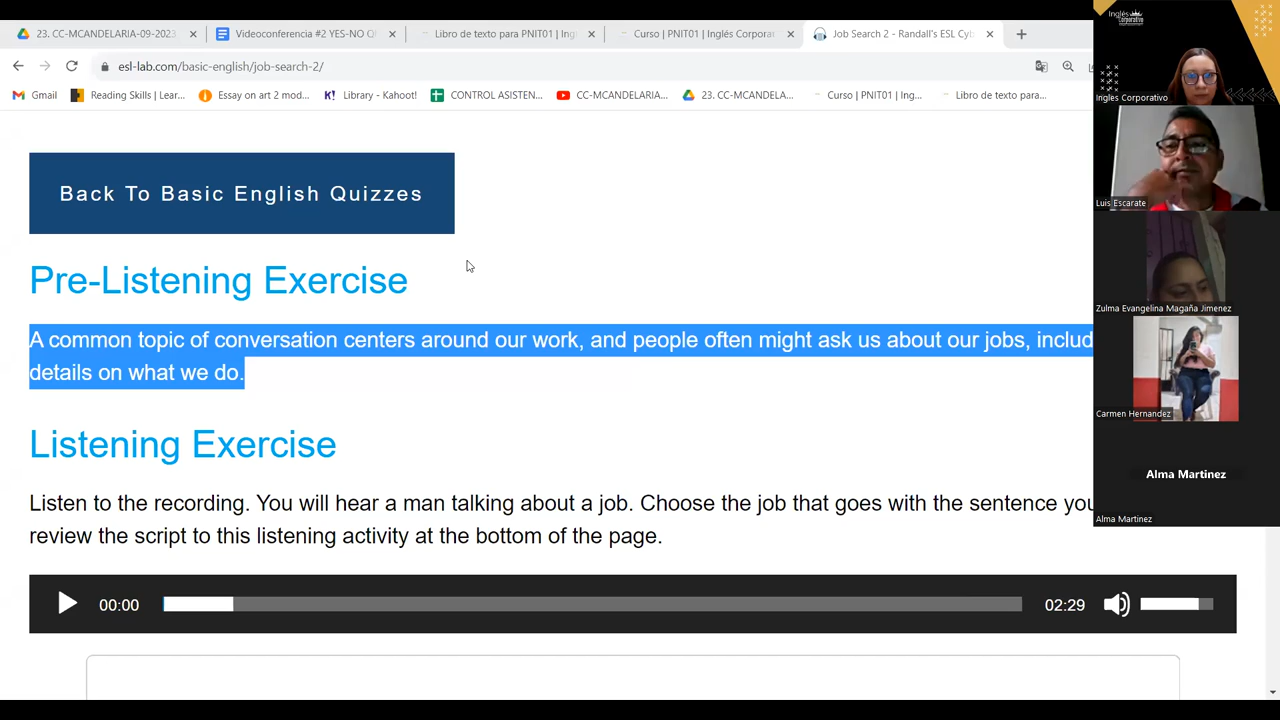 23. CC-MCANDELARIA-09-2023
Videoconferencia #2 YES-NO Q
Libro de texto para PNIT01 | Ing
Curso | PNIT01 | Inglés Corporar
Job Search 2 - Randall's ESL Cyb
esl-lab.com/basic-english/job-search-2/
Gmail
Reading Skills | Lear...
Essay on art 2 mod...
Library - Kahoot!
CONTROL ASISTEN...
CC-MCANDELARIA...
23. CC-MCANDELA...
Curso | PNIT01 | Ing...
Libro de texto para...
Back To Basic English Quizzes
Pre-Listening Exercise
A common topic of conversation centers around our work, and people often might ask us about our jobs, includ
details on what we do.
Listening Exercise
Listen to the recording. You will hear a man talking about a job. Choose the job that goes with the sentence you
review the script to this listening activity at the bottom of the page.
00:00
02:29
Inglés
Corporativo
Ingles Corporativo
Luis Escarate
Zulma Evangelina Magaña Jimenez
Carmen Hernandez
Alma Martinez
Alma Martinez